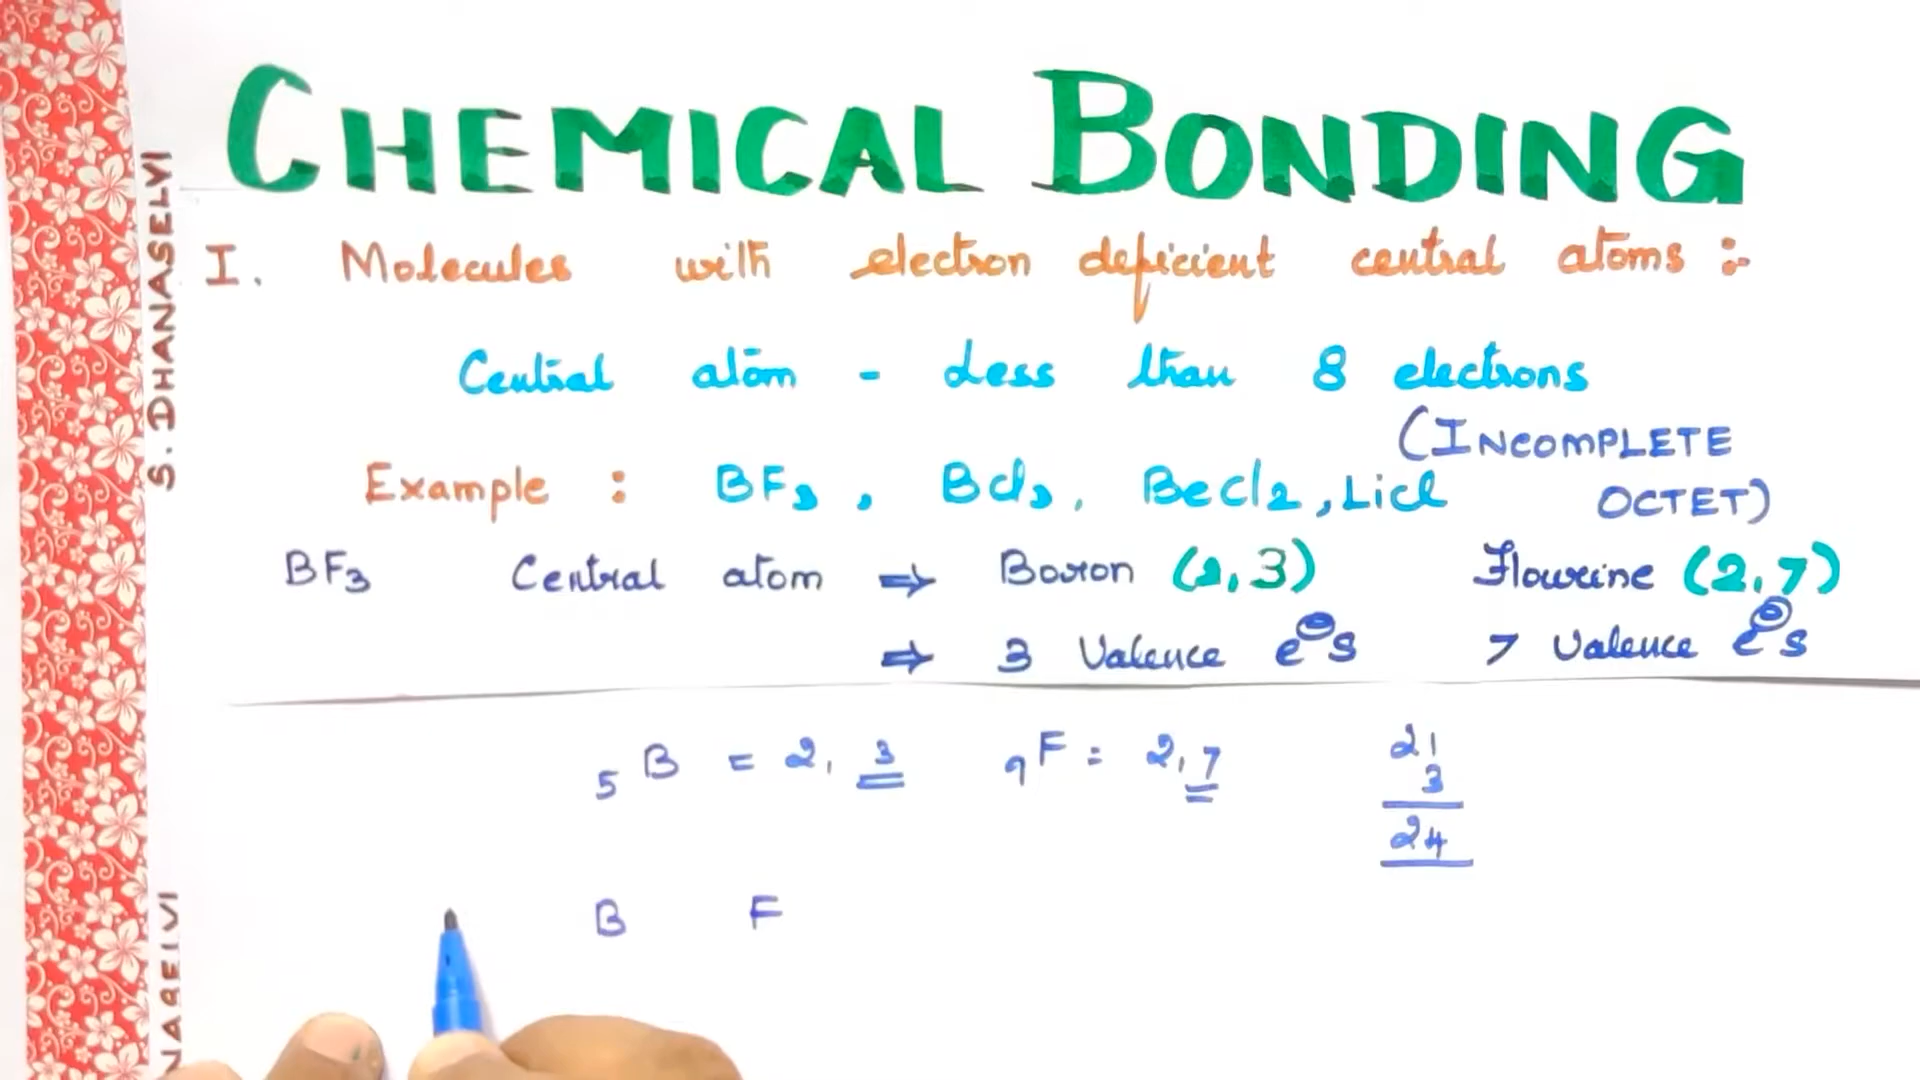 CHEMICAL BONDING
I. Molecules with electron deficient central atoms :-
Central atom - Less than 8 electrons
(INCOMPLETE
OCTET)
Example : BF3, BCl3, BeCl2, LiCl
BF3 Central atom ⇒ Boron (2,3) Flourine (2,7)
⇒ 3 Valence e⊖s 7 Valence e⊖s
5B = 2, 3 9F = 2,7 21
3
24
B F
S. DHANASELVI